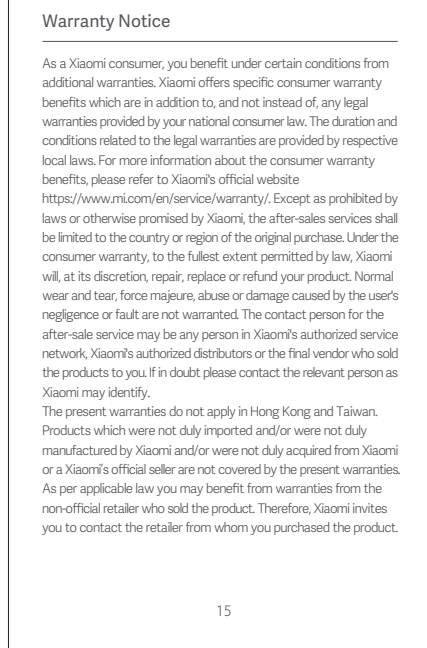 Warranty Notice
As a Xiaomi consumer, you benefit under certain conditions from
additional warranties. Xiaomi offers specific consumer warranty
benefits which are in addition to, and not instead of, any legal
warranties provided by your national consumer law. The duration and
conditions related to the legal warranties are provided by respective
local laws. For more information about the consumer warranty
benefits, please refer to Xiaomi's official website
https://www.mi.com/en/service/warranty/. Except as prohibited by
laws or otherwise promised by Xiaomi, the after-sales services shall
be limited to the country or region of the original purchase. Under the
consumer warranty, to the fullest extent permitted by law, Xiaomi
will, at its discretion, repair, replace or refund your product. Normal
wear and tear, force majeure, abuse or damage caused by the user's
negligence or fault are not warranted. The contact person for the
after-sale service may be any person in Xiaomi's authorized service
network, Xiaomi's authorized distributors or the final vendor who sold
the products to you. If in doubt please contact the relevant person as
Xiaomi may identify.
The present warranties do not apply in Hong Kong and Taiwan.
Products which were not duly imported and/or were not duly
manufactured by Xiaomi and/or were not duly acquired from Xiaomi
or a Xiaomi's official seller are not covered by the present warranties.
As per applicable law you may benefit from warranties from the
non-official retailer who sold the product. Therefore, Xiaomi invites
you to contact the retailer from whom you purchased the product.
15